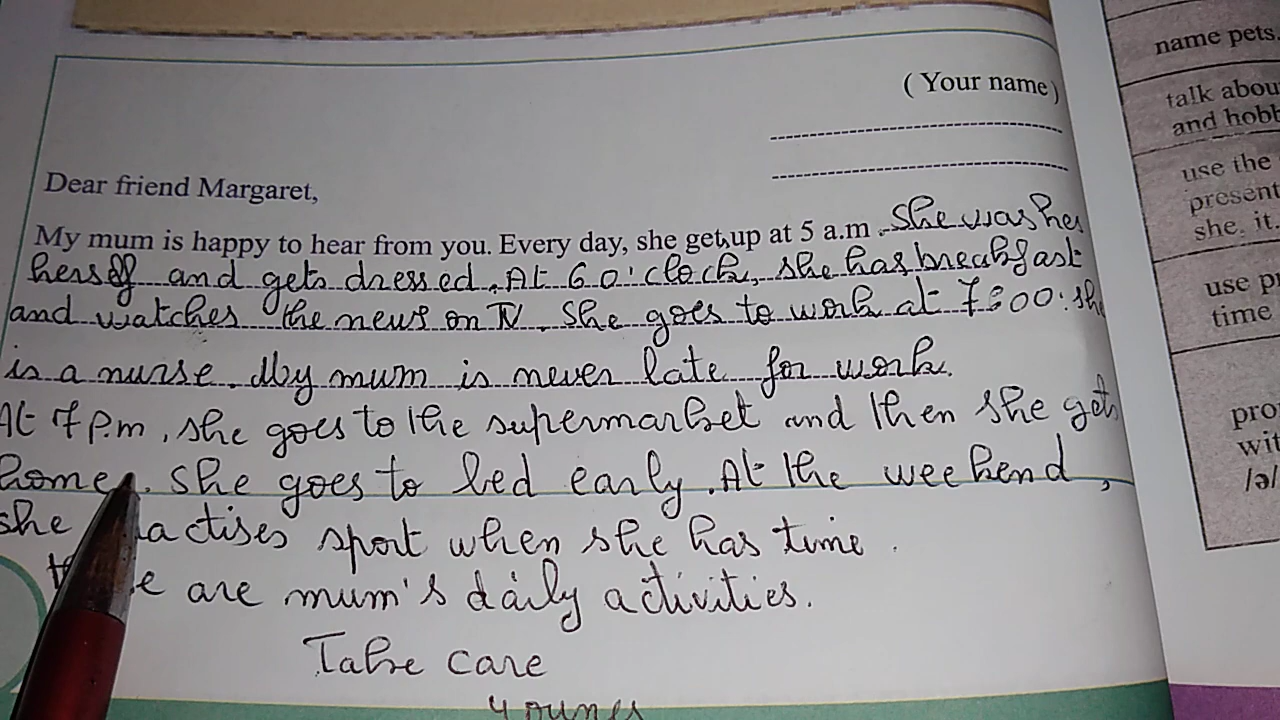 ( Your name )
Dear friend Margaret,
My mum is happy to hear from you. Every day, she get up at 5 a.m . She washes
herself and gets dressed. At 6 o'clock, she has breakfast
and watches the news on TV. She goes to work at 7:00. she
is a nurse. My mum is never late for work.
At 7 p.m , she goes to the supermarket and then she gets
home . she goes to bed early. At the weekend ,
she practises sport when she has time .
are mum's daily activities.
Take care
younes
name pets.
talk abou
and hobb
use the
present
she, it.
use pr
time
pro
wit
/ə/